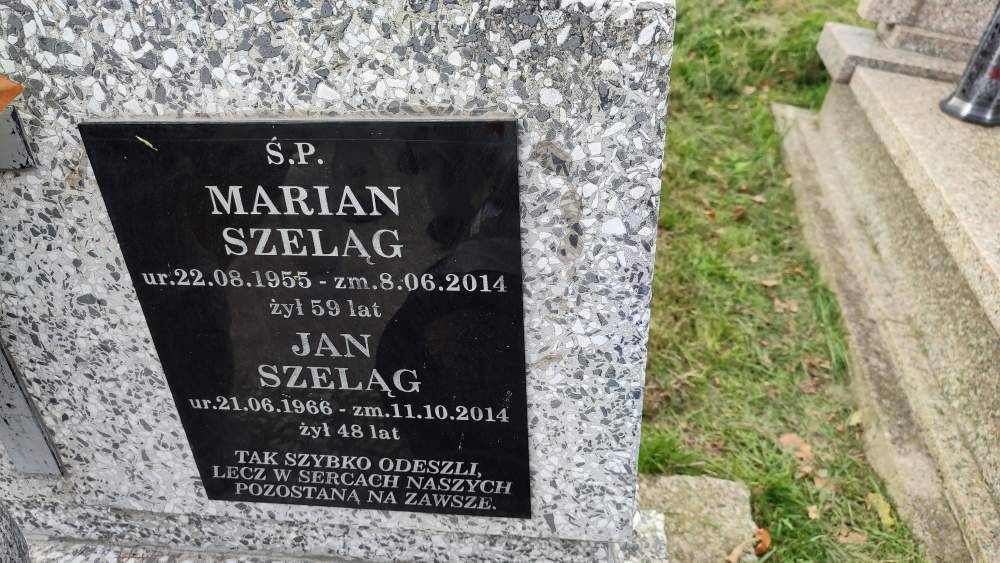 Ś.P.
MARIAN
SZELĄG
ur.22.08.1955 - zm.8.06.2014
żył 59 lat
JAN
SZELĄG
ur.21.06.1966 - zm.11.10.2014
żył 48 lat
TAK SZYBKO ODESZLI,
LECZ W SERCACH NASZYCH
POZOSTANĄ NA ZAWSZE.